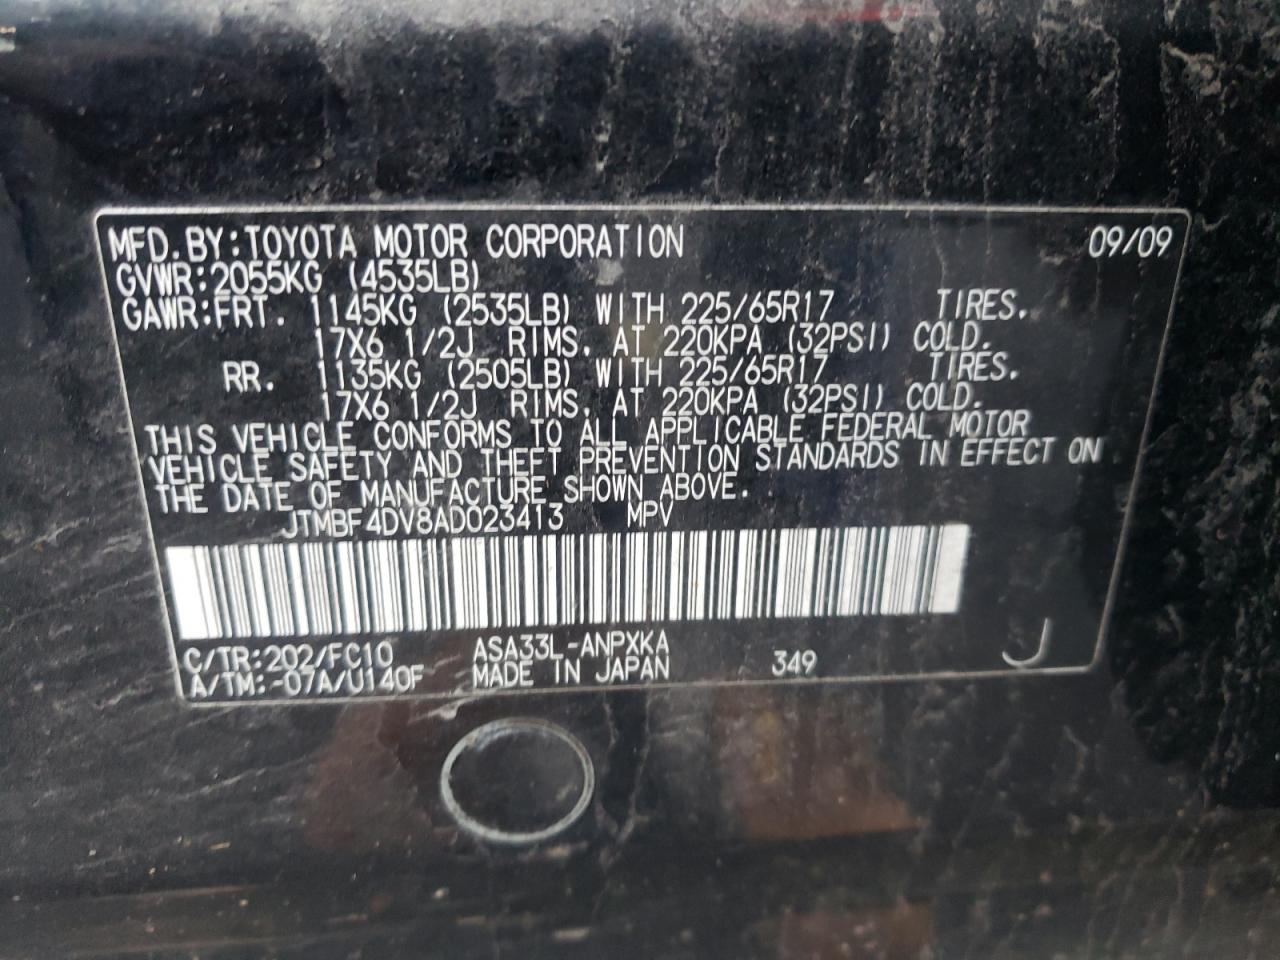 MFD.BY:TOYOTA MOTOR CORPORATION 09/09
GVWR:2055KG (4535LB)
GAWR:FRT. 1145KG (2535LB) WITH 225/65R17 TIRES.
17X6 1/2J RIMS, AT 220KPA (32PSI) COLD.
RR. 1135KG (2505LB) WITH 225/65R17 TIRES.
17X6 1/2J RIMS, AT 220KPA (32PSI) COLD.
THIS VEHICLE CONFORMS TO ALL APPLICABLE FEDERAL MOTOR
VEHICLE SAFETY AND THEFT PREVENTION STANDARDS IN EFFECT ON
THE DATE OF MANUFACTURE SHOWN ABOVE.
JTMBF4DV8AD023413 MPV
C/TR:202/FC10 ASA33L-ANPXKA
A/TM:-07A/U140F MADE IN JAPAN 349 J